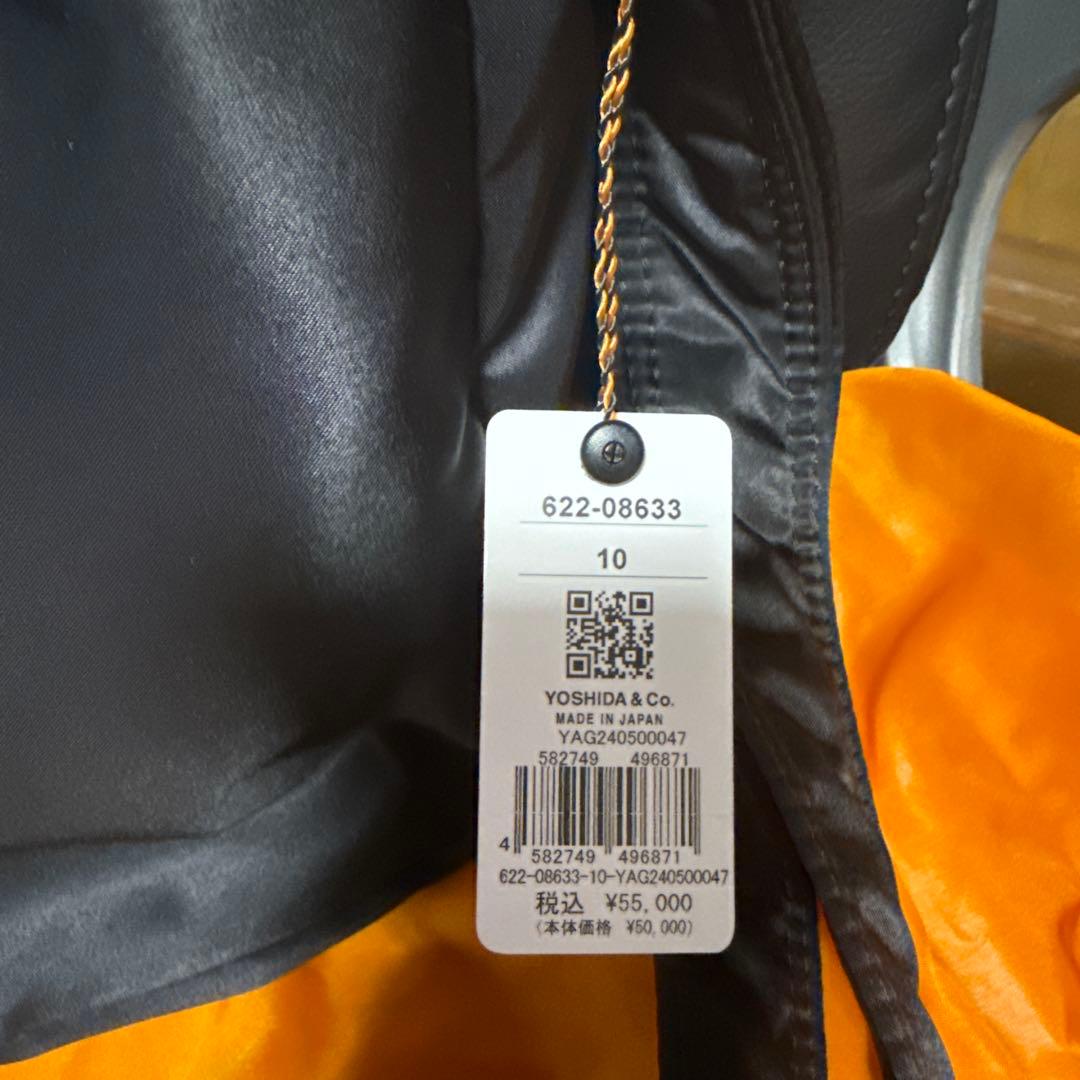 622-08633
10
YOSHIDA & Co.
MADE IN JAPAN
YAG240500047
582749 496871
4 582749 496871
622-08633-10-YAG240500047
税込 ¥55,000
(本体価格 ¥50,000)